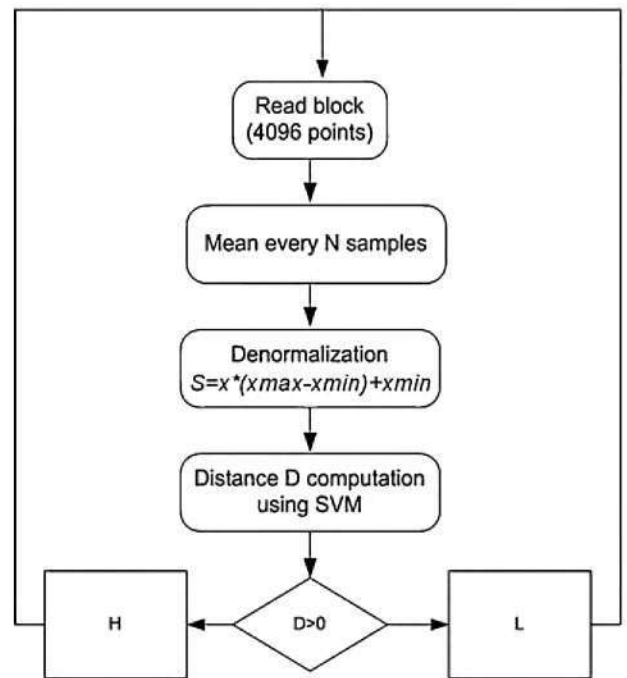 Read block
(4096 points)
Mean every N samples
Denormalization
S=x*(xmax-xmin)+xmin
Distance D computation
using SVM
H
D>0
L